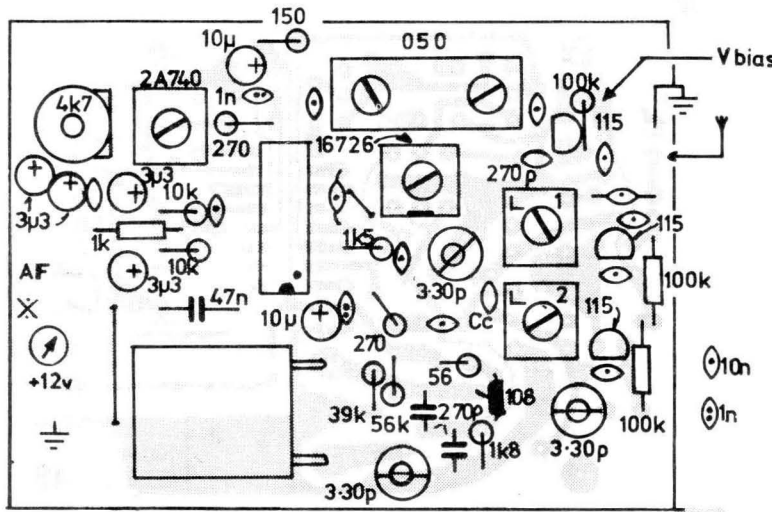 150
10µ
050
V bias
2A740
100k
4k7
1n
115
270
16726
270p
3µ3
10k
1
3µ3
1k
1k5
115
10k
3·30p
100k
AF
3µ3
47n
2
10µ
Cc
115
270
+12v
56
10n
108
39k
56k
270p
1n
100k
3·30p
1k8
3·30p